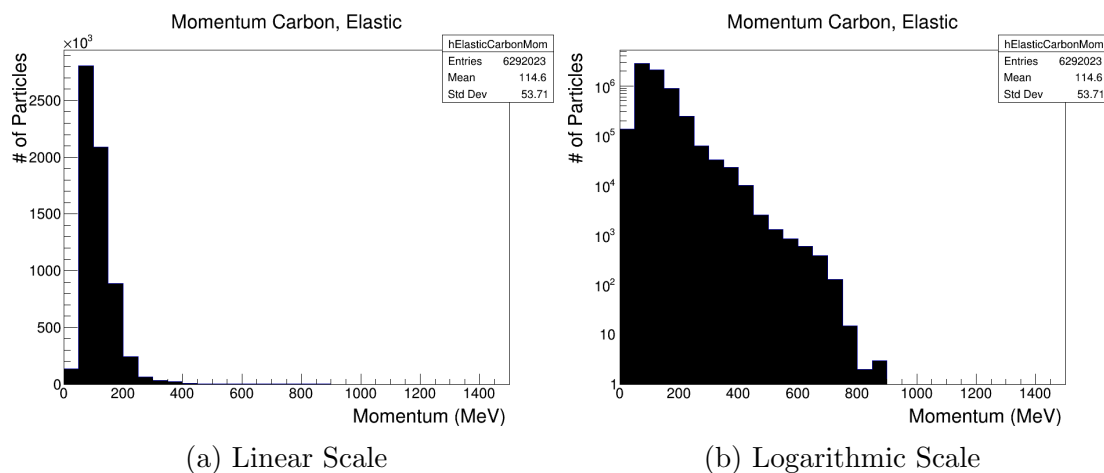 Momentum Carbon, Elastic
×10³
hElasticCarbonMom
Entries 6292023
Mean 114.6
Std Dev 53.71
# of Particles
2500
2000
1500
1000
500
0
0 200 400 600 800 1000 1200 1400
Momentum (MeV)
(a) Linear Scale
Momentum Carbon, Elastic
hElasticCarbonMom
Entries 6292023
Mean 114.6
Std Dev 53.71
# of Particles
10⁶
10⁵
10⁴
10³
10²
10
1
0 200 400 600 800 1000 1200 1400
Momentum (MeV)
(b) Logarithmic Scale